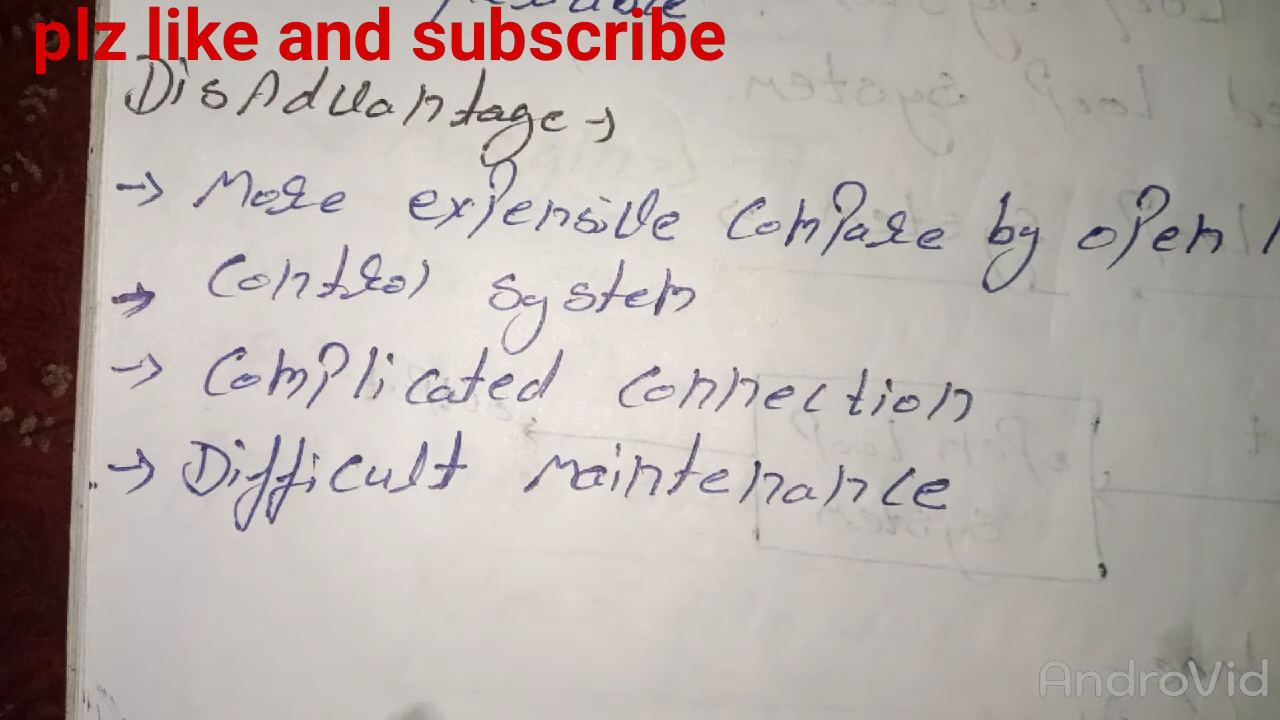 plz like and subscribe
DisAdvantage →
→ More expensive compare by open
→ control system
→ complicated connection
→ Difficult maintenance
AndroVid